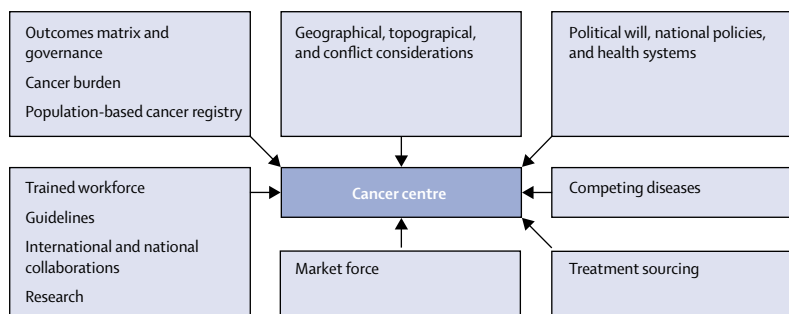 Outcomes matrix and
governance
Cancer burden
Population-based cancer registry
Geographical, topograpical,
and conflict considerations
Political will, national policies,
and health systems
Trained workforce
Guidelines
International and national
collaborations
Research
Cancer centre
Competing diseases
Market force
Treatment sourcing